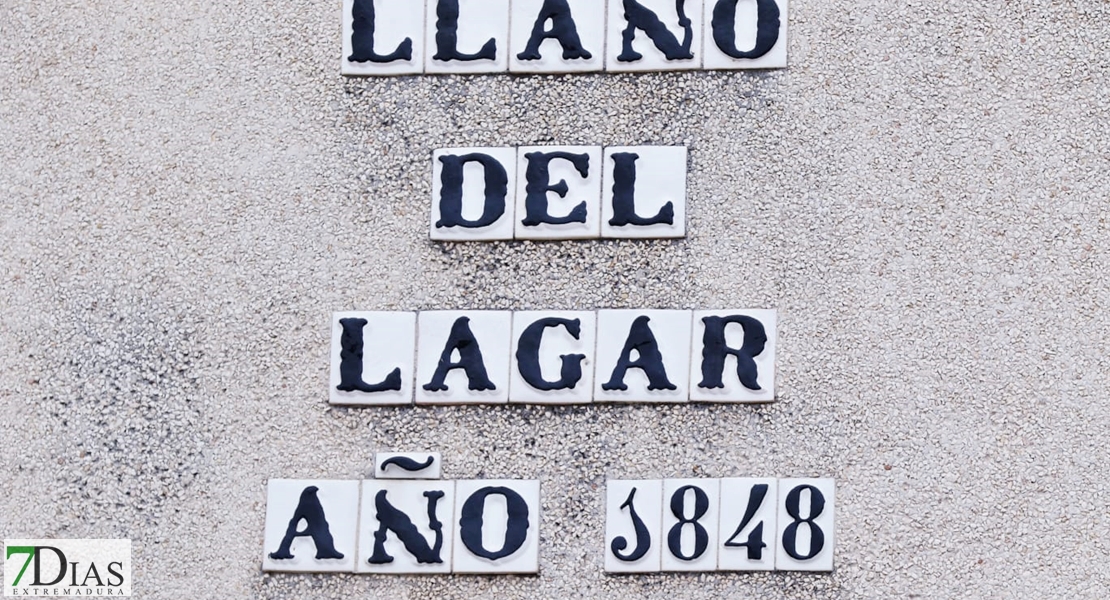 LLANO
DEL
LAGAR
AÑO 1848
7DIAS
EXTREMADURA